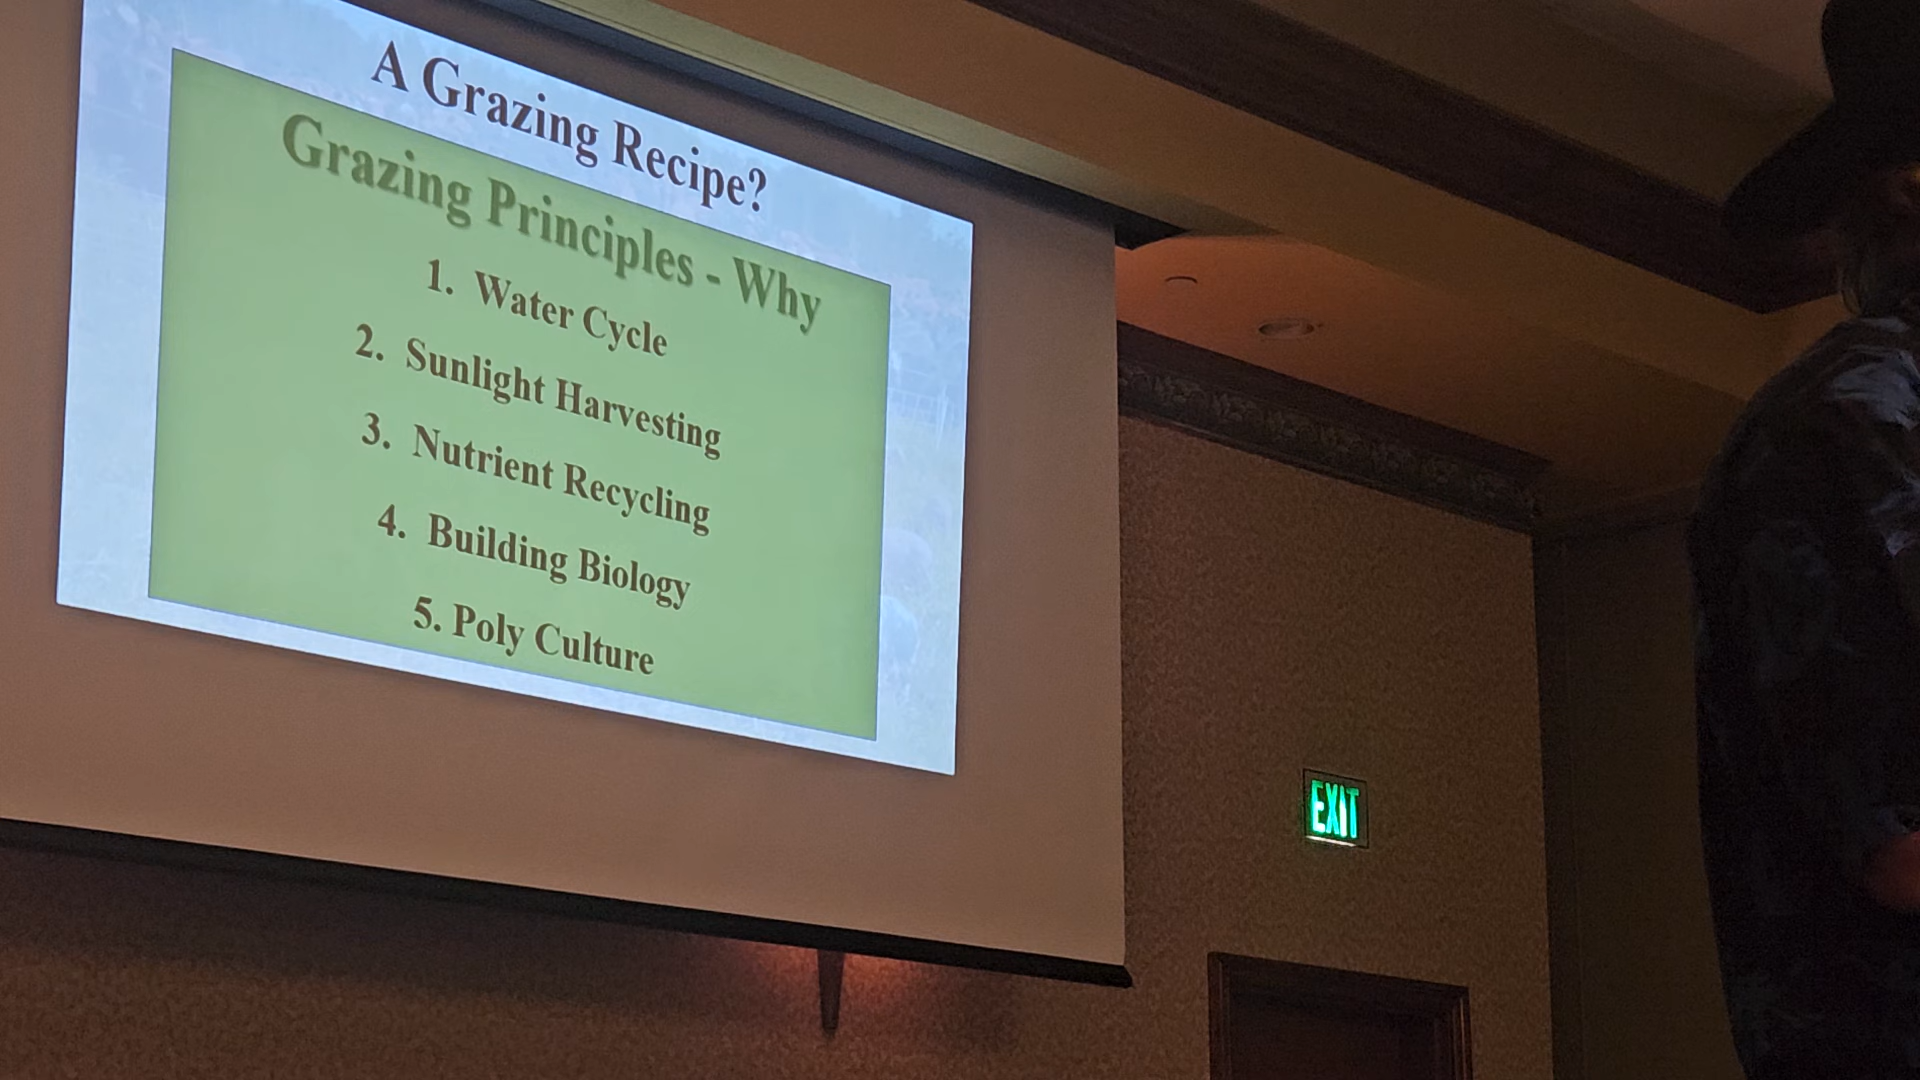 A Grazing Recipe?
Grazing Principles - Why
1. Water Cycle
2. Sunlight Harvesting
3. Nutrient Recycling
4. Building Biology
5. Poly Culture
EXIT